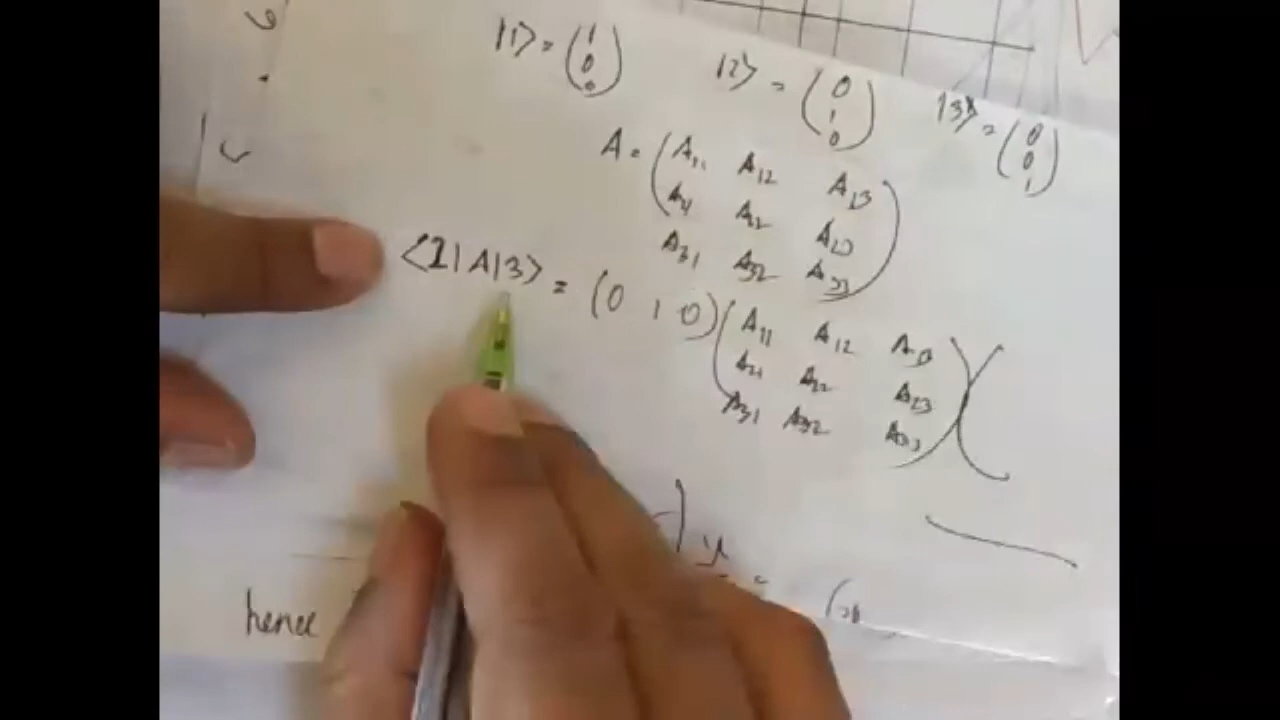 |1> = (1 0 0) |2> = (0 1 0) |3> = (0 0 1)
A = (A11 A12 A13
A21 A22 A23
A31 A32 A33)
<2|A|3> = (0 1 0) (A11 A12 A13
A21 A22 A23
A31 A32 A33) (
hence